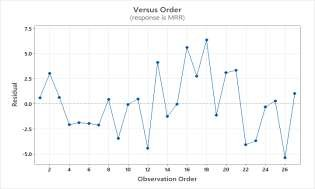 Versus Order
(response is MRR)
7.5
5.0
2.5
0.0
-2.5
-5.0
Residual
2 4 6 8 10 12 14 16 18 20 22 24 26
Observation Order